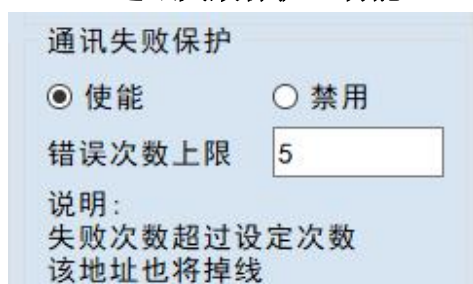 通讯失败保护
使能 禁用
错误次数上限 5
说明:
失败次数超过设定次数
该地址也将掉线